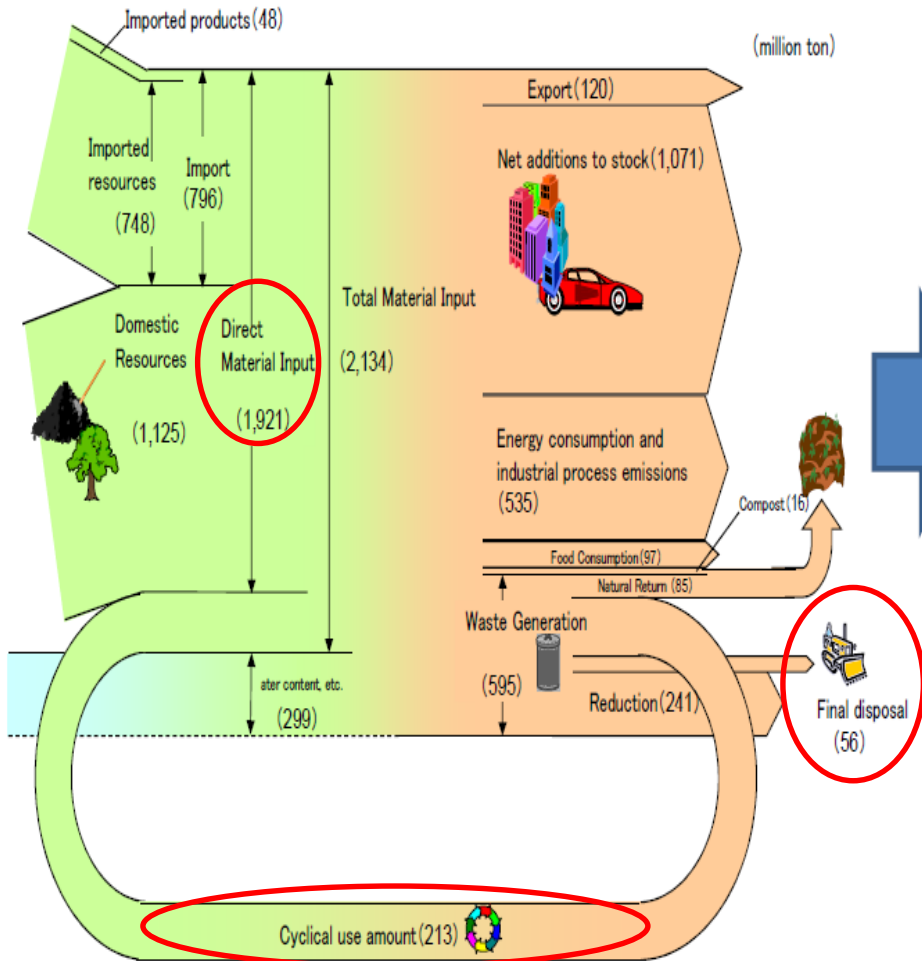 Imported products(48)
(million ton)
Export(120)
Imported
resources
(748)
Import
(796)
Net additions to stock(1,071)
Total Material Input
(2,134)
Domestic
Resources
(1,125)
Direct
Material Input
(1,921)
Energy consumption and
industrial process emissions
(535)
Compost(16)
Food Consumption(97)
Natural Return (85)
Waste Generation
(595)
ater content, etc.
(299)
Reduction(241)
Final disposal
(56)
Cyclical use amount(213)